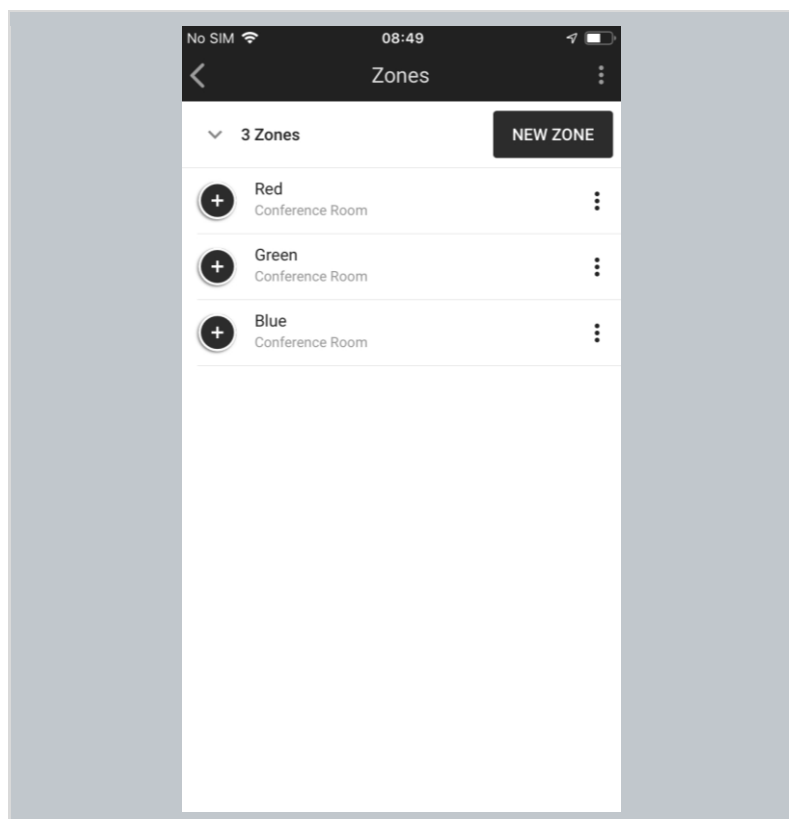 No SIM 08:49
Zones
3 Zones NEW ZONE
Red
Conference Room
Green
Conference Room
Blue
Conference Room